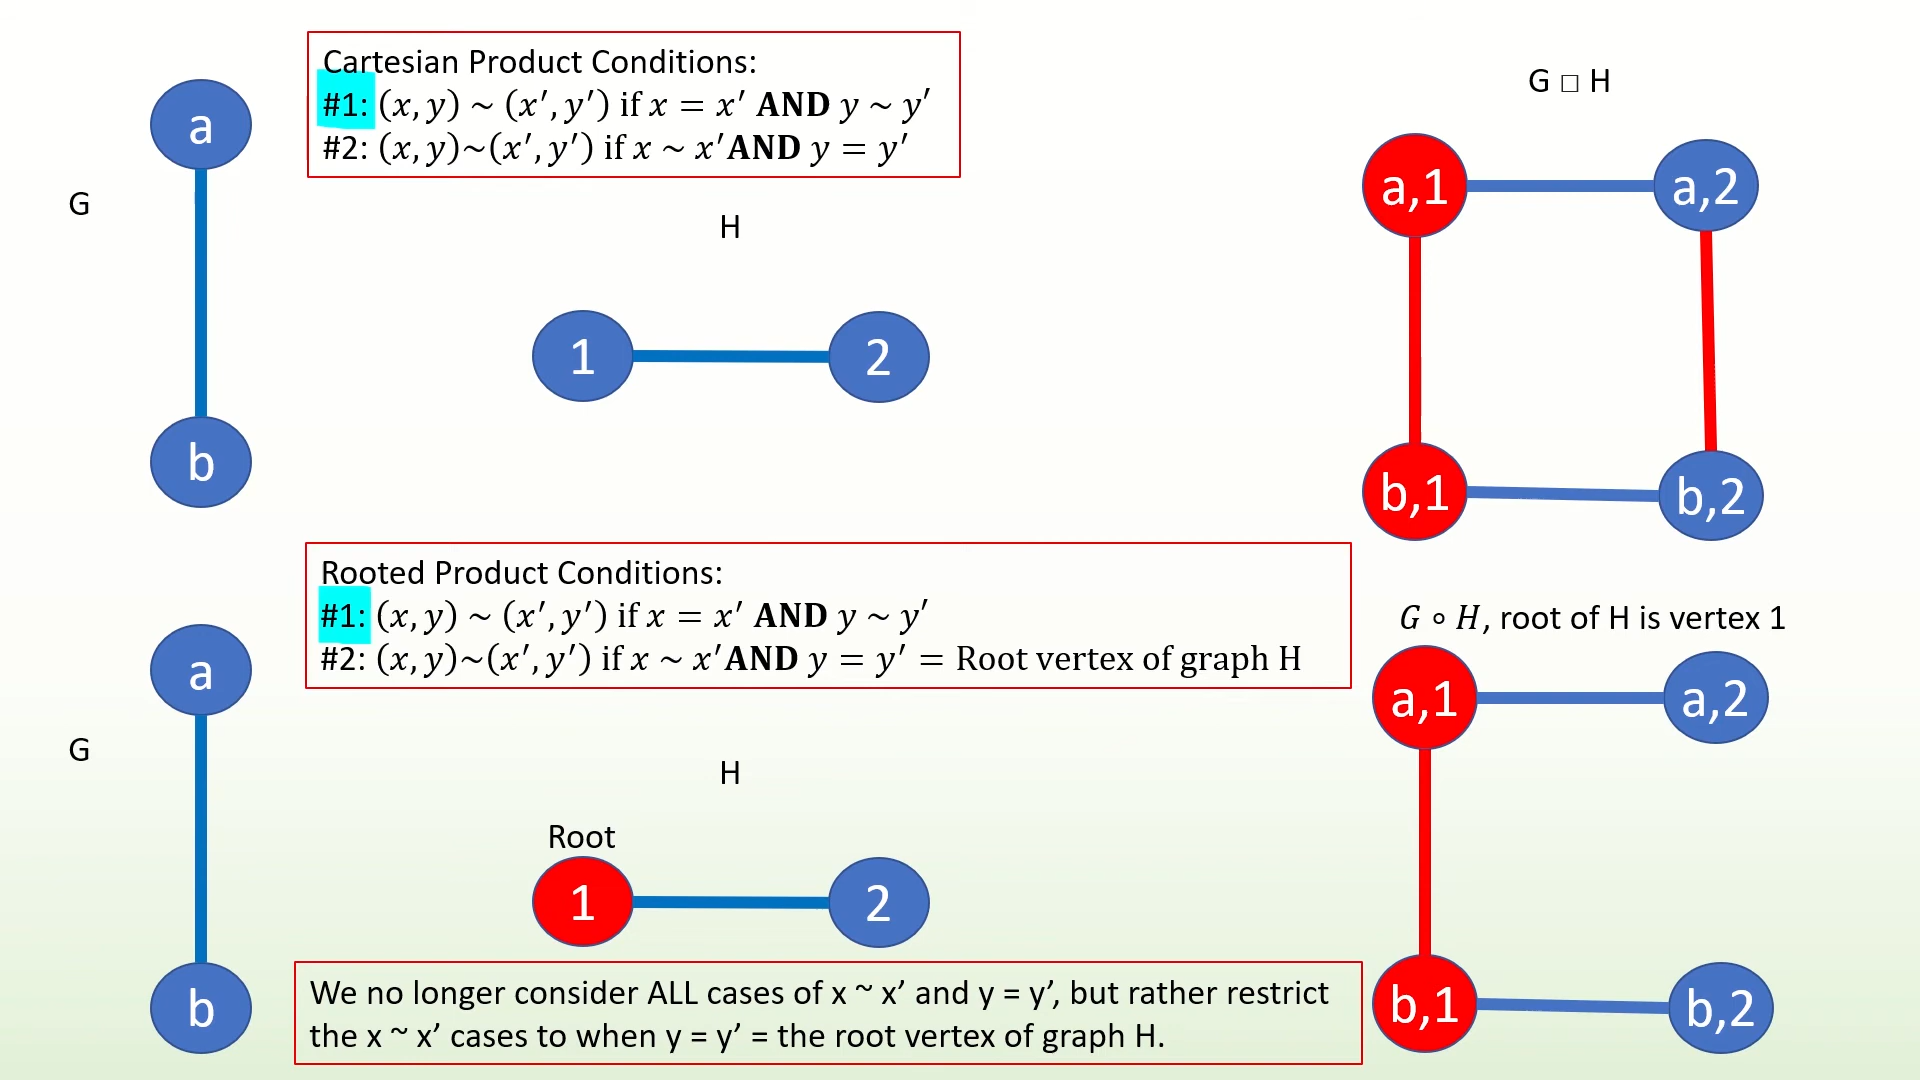 Cartesian Product Conditions:
#1: (x, y) ~ (x′, y′) if x = x′ AND y ~ y′
#2: (x, y)~(x′, y′) if x ~ x′AND y = y′
G □ H
a
G
H
a,1
a,2
1
2
b
b,1
b,2
Rooted Product Conditions:
#1: (x, y) ~ (x′, y′) if x = x′ AND y ~ y′
#2: (x, y)~(x′, y′) if x ~ x′AND y = y′ = Root vertex of graph H
G ∘ H, root of H is vertex 1
a
G
H
a,1
a,2
Root
1
2
b
We no longer consider ALL cases of x ~ x’ and y = y’, but rather restrict
the x ~ x’ cases to when y = y’ = the root vertex of graph H.
b,1
b,2